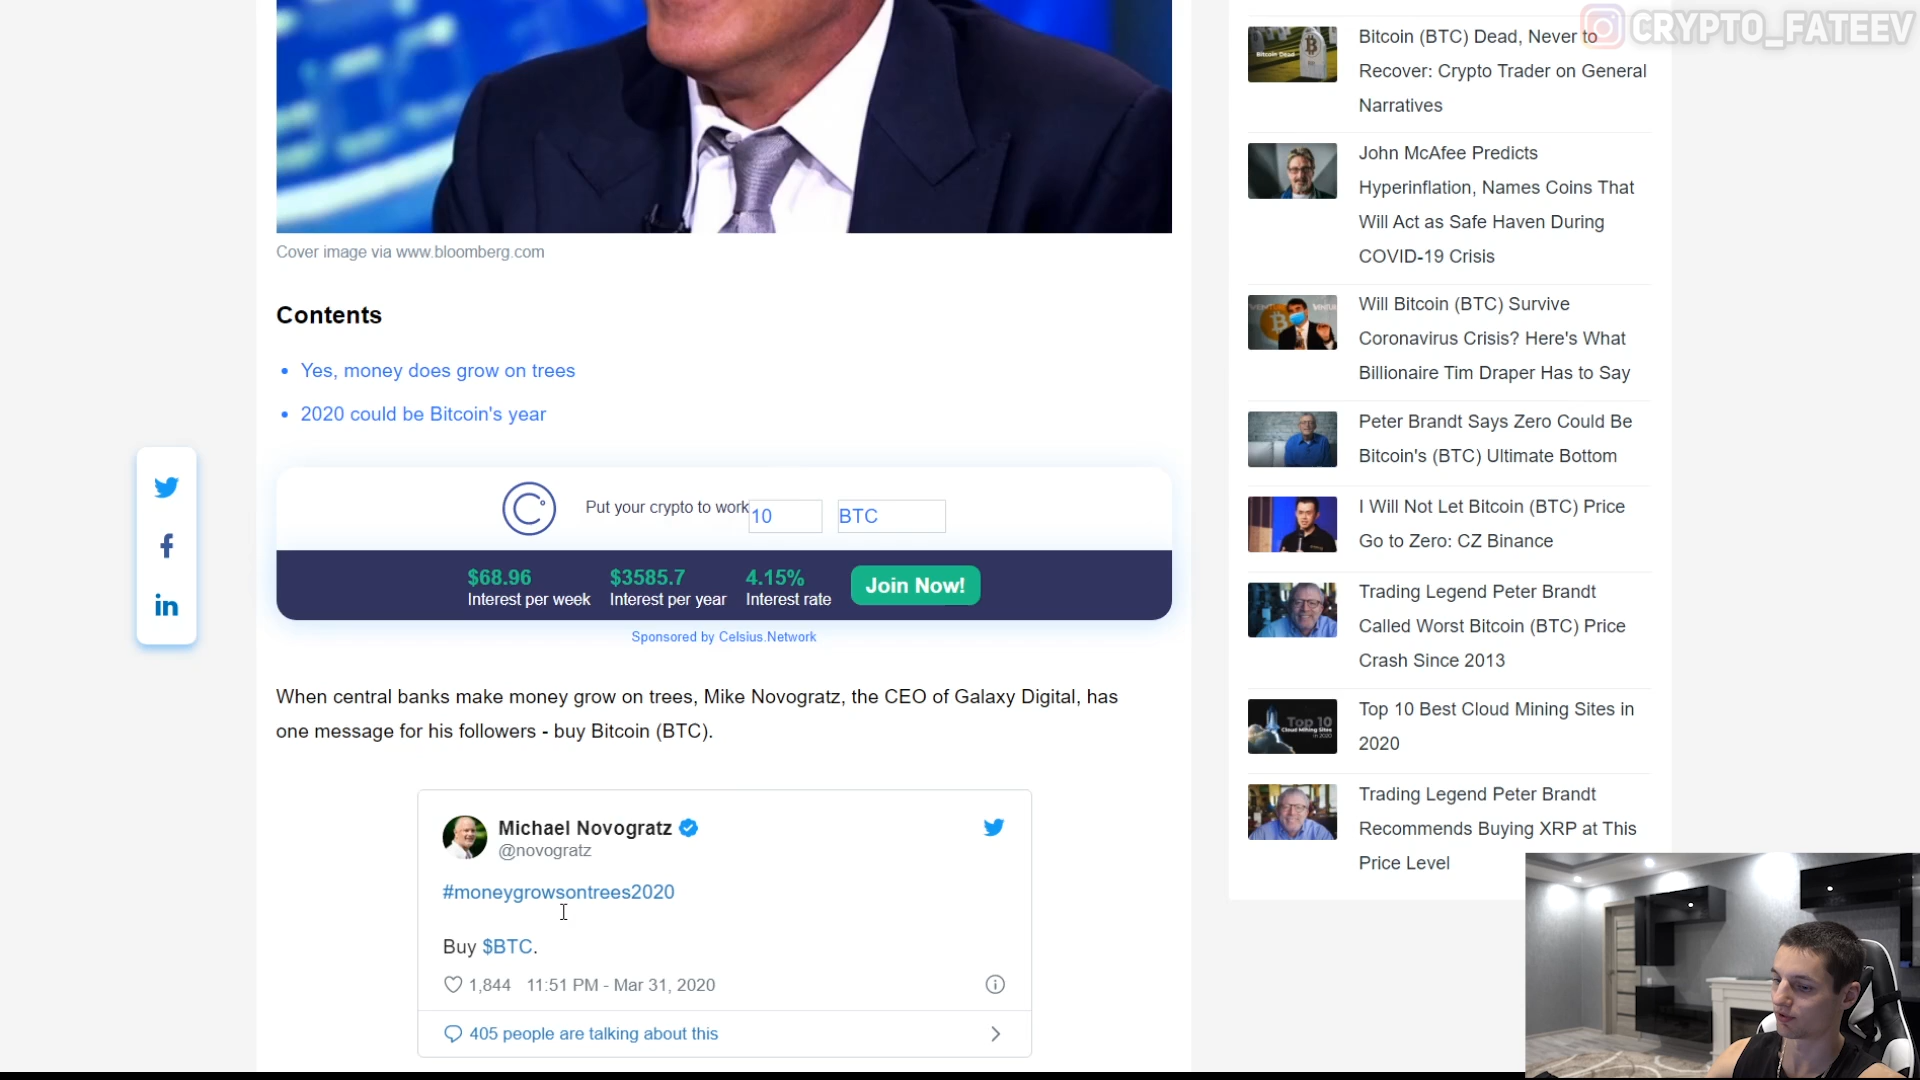 CRYPTO_FATEEV
Cover image via www.bloomberg.com
Contents
• Yes, money does grow on trees
• 2020 could be Bitcoin's year
Put your crypto to work
10
BTC
$68.96
Interest per week
$3585.7
Interest per year
4.15%
Interest rate
Join Now!
Sponsored by Celsius.Network
When central banks make money grow on trees, Mike Novogratz, the CEO of Galaxy Digital, has
one message for his followers - buy Bitcoin (BTC).
Michael Novogratz
@novogratz
#moneygrowsontrees2020
Buy $BTC.
1,844 11:51 PM - Mar 31, 2020
405 people are talking about this
Bitcoin Dead
Bitcoin (BTC) Dead, Never to
Recover: Crypto Trader on General
Narratives
John McAfee Predicts
Hyperinflation, Names Coins That
Will Act as Safe Haven During
COVID-19 Crisis
Will Bitcoin (BTC) Survive
Coronavirus Crisis? Here's What
Billionaire Tim Draper Has to Say
Peter Brandt Says Zero Could Be
Bitcoin's (BTC) Ultimate Bottom
I Will Not Let Bitcoin (BTC) Price
Go to Zero: CZ Binance
Trading Legend Peter Brandt
Called Worst Bitcoin (BTC) Price
Crash Since 2013
Top 10
Cloud Mining Sites
in 2020
Top 10 Best Cloud Mining Sites in
2020
Trading Legend Peter Brandt
Recommends Buying XRP at This
Price Level